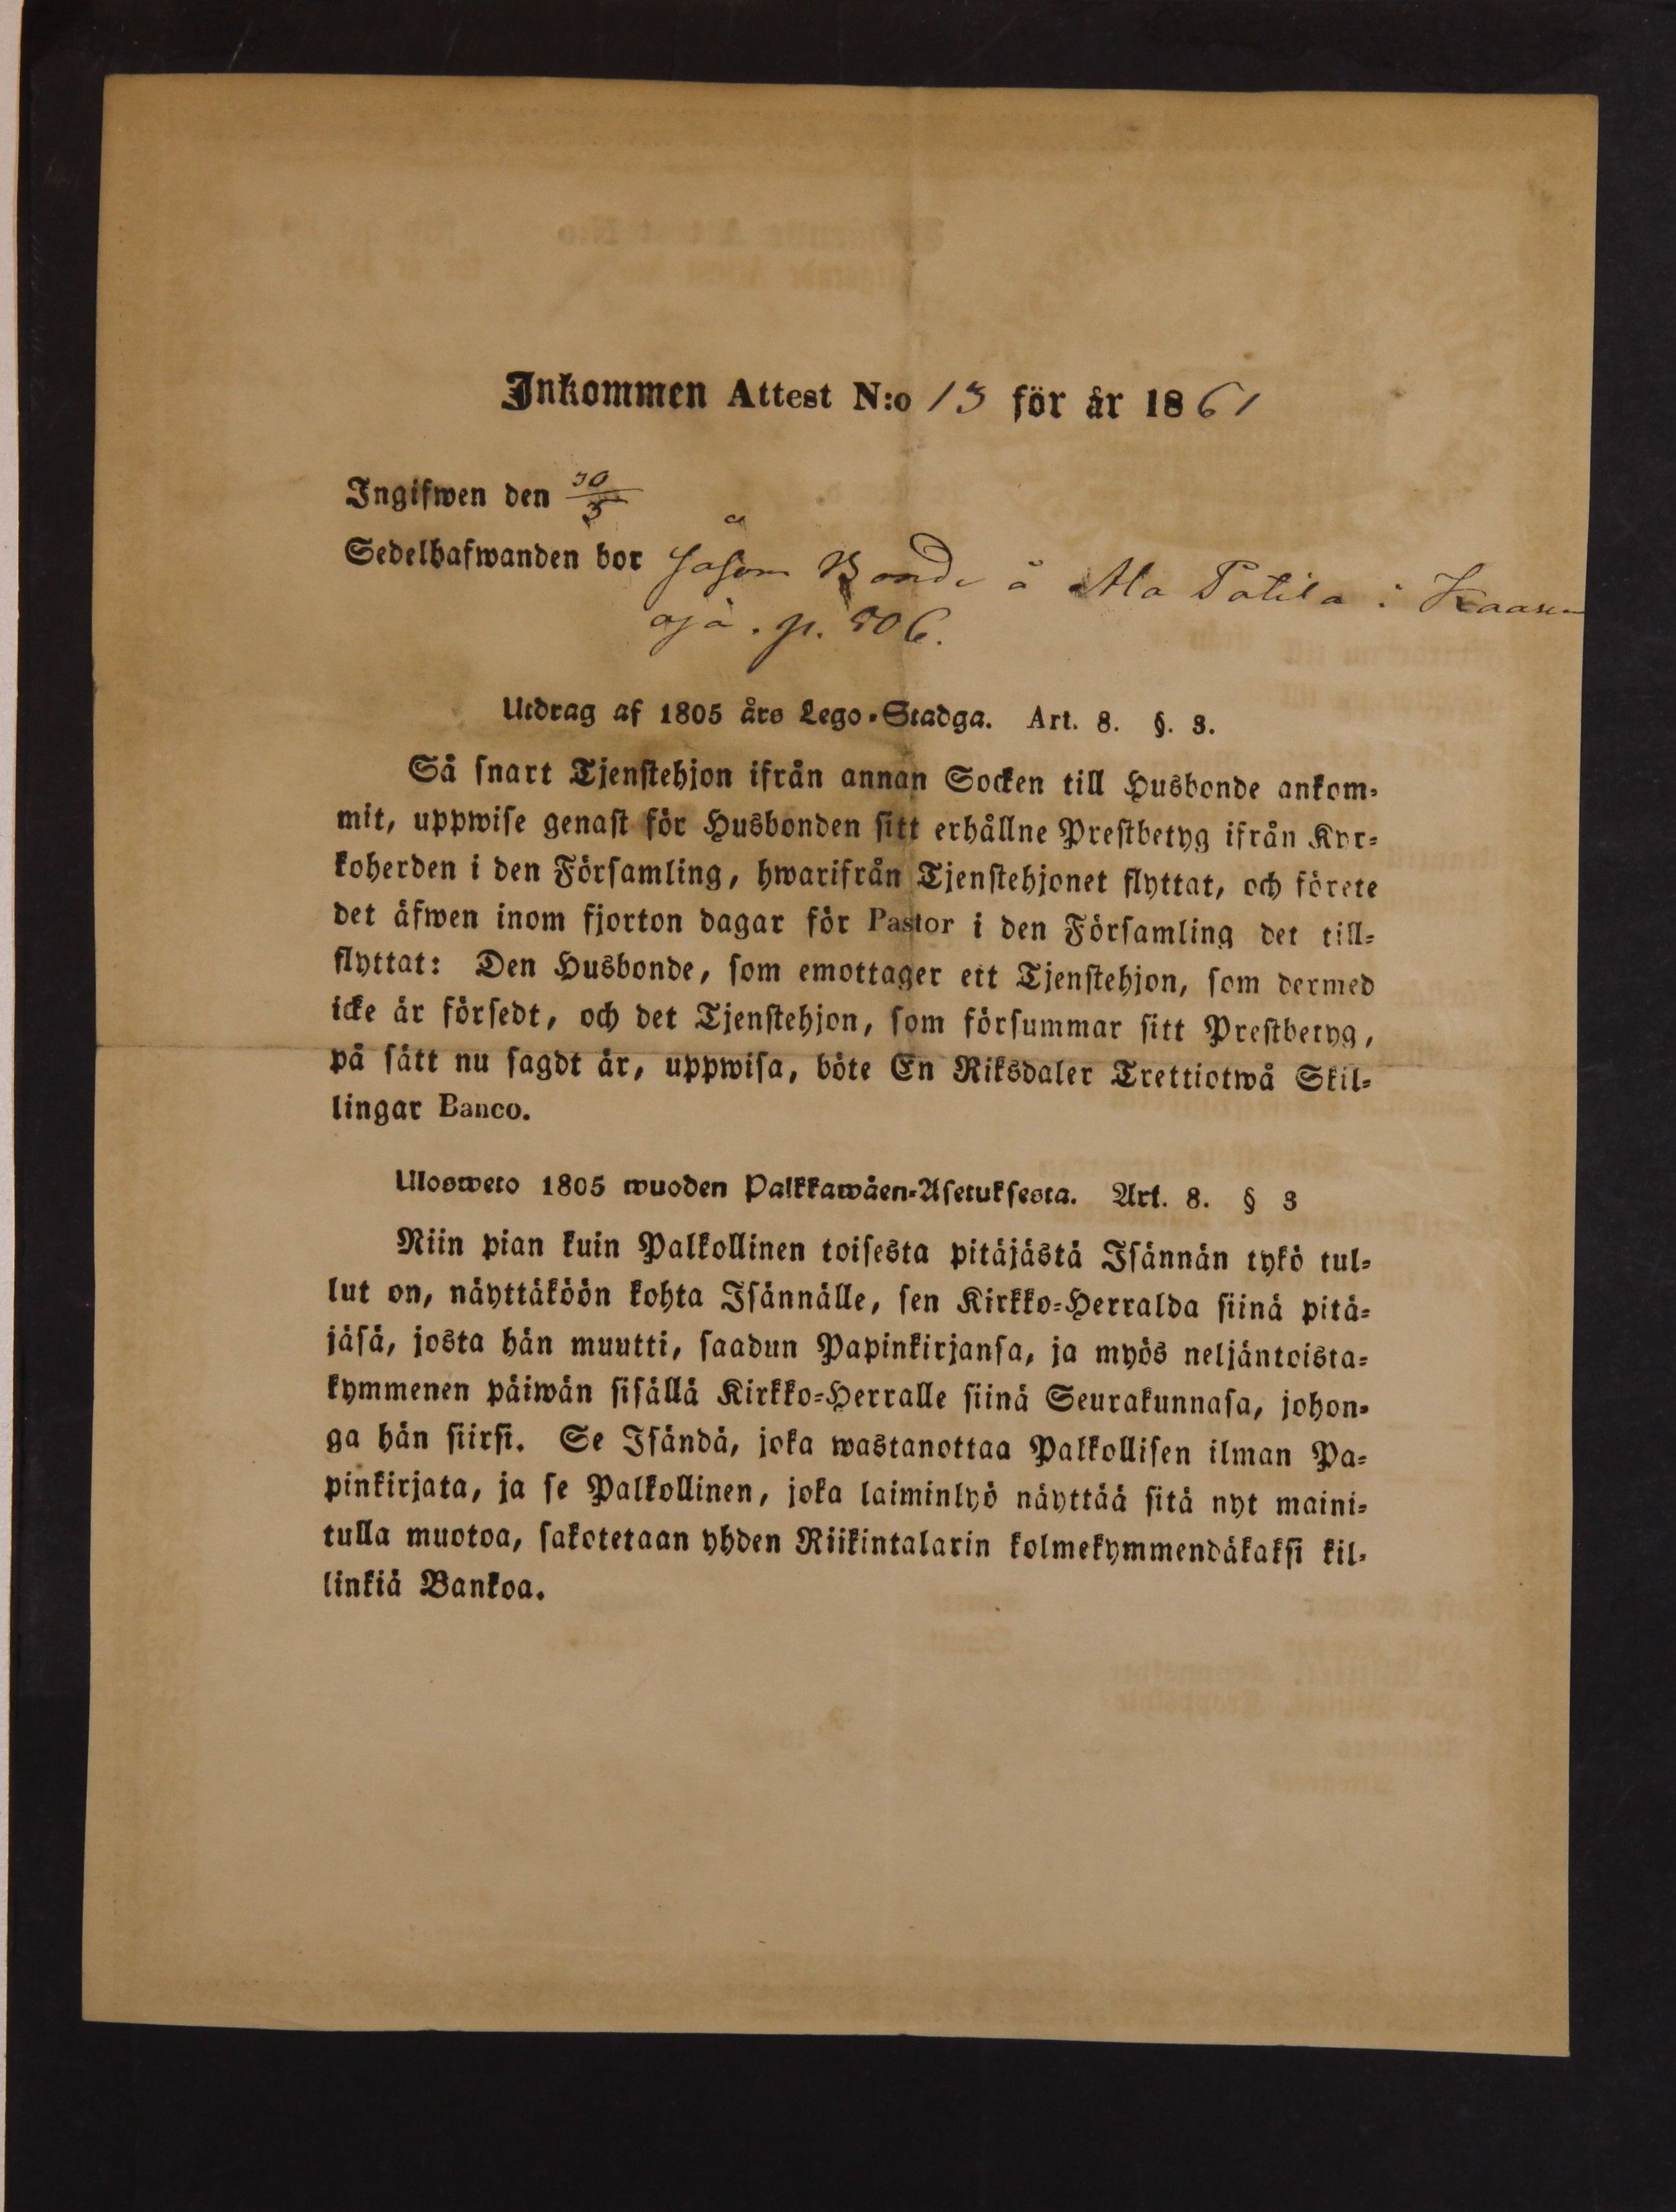 Inkommen Attest N:o 13 för år 1861
Ingifwen den 30/3
Sedelhafwanden bor såsom Bonde å Ala Patila i Kaaran
oja. p. 506.
Utdrag af 1805 års Lego-Stadga. Art. 8. §. 3.
Så snart Tjenstehjon ifrån annan Socken till Husbonde ankom-
mit, uppwise genast för Husbonden sitt erhållne Prestbetyg ifrån Kyr-
koherden i den Församling, hwarifrån Tjenstehjonet flyttat, och förete
det äfwen inom fjorton dagar för Pastor i den Församling det till-
flyttat: Den Husbonde, som emottager ett Tjenstehjon, som dermed
icke är försedt, och det Tjenstehjon, som försummar sitt Prestbetyg,
på sätt nu sagdt är, uppwisa, böte En Riksdaler Trettiotwå Skil-
lingar Banco.
Ulosweto 1805 wuoden Palkkawäen-Asetuksesta. Art. 8. § 3
Niin pian kuin Palkollinen toisesta pitäjästä Isännän tykö tul-
lut on, näyttäköön kohta Isännälle, sen Kirkko-Herralda siinä pitä-
jäsä, josta hän muutti, saadun Papinkirjansa, ja myös neljäntoista-
kymmenen päiwän sisällä Kirkko-Herralle siinä Seurakunnasa, johon-
ga hän siirsi. Se Isändä, joka wastanottaa Palkollisen ilman Pa-
pinkirjata, ja se Palkollinen, joka laiminlyö näyttää sitä nyt maini-
tulla muotoa, sakotetaan yhden Riikintalarin kolmekymmendäkaksi kil-
linkiä Bankoa.